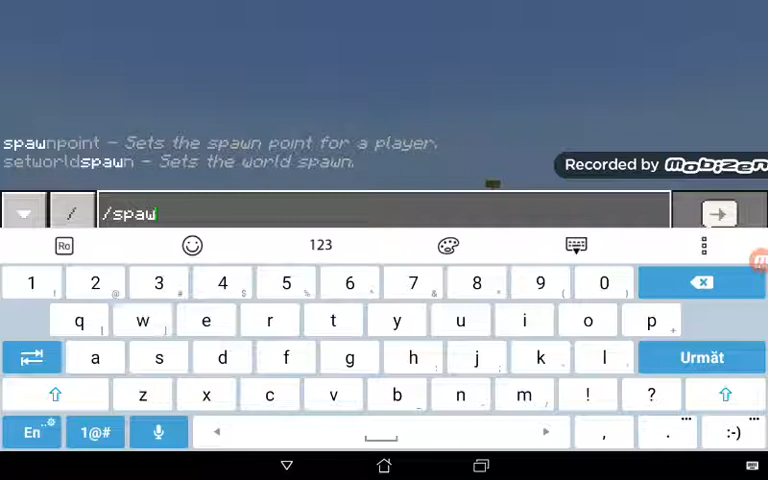 spawnpoint – Sets the spawn point for a player.
setworldspawn – Sets the world spawn.
Recorded by mobizen
/ /spaw
Ro 123
1 2 3 4 5 6 7 8 9 0
! @ # $ % ^ & * ( )
q w e r t y u i o p
a s d f g h j k l Următ
z x c v b n m ! ?
En 1@# , . :-)